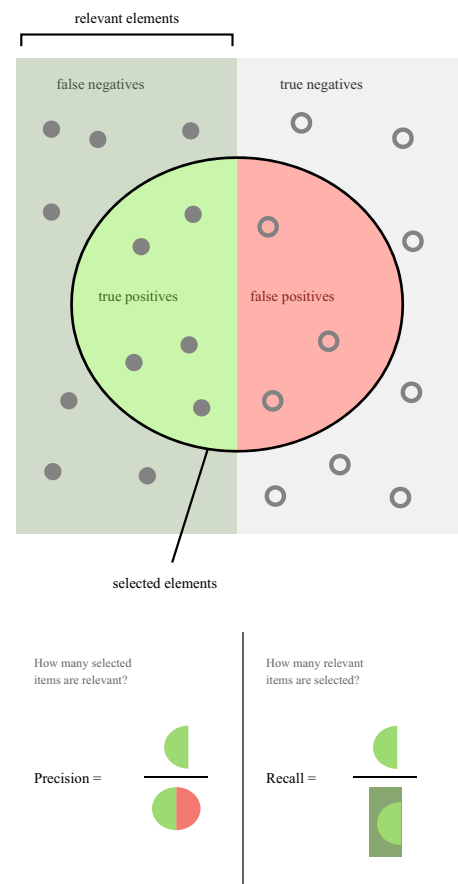 relevant elements
false negatives
true negatives
true positives
false positives
selected elements
How many selected
items are relevant?
How many relevant
items are selected?
Precision =
Recall =